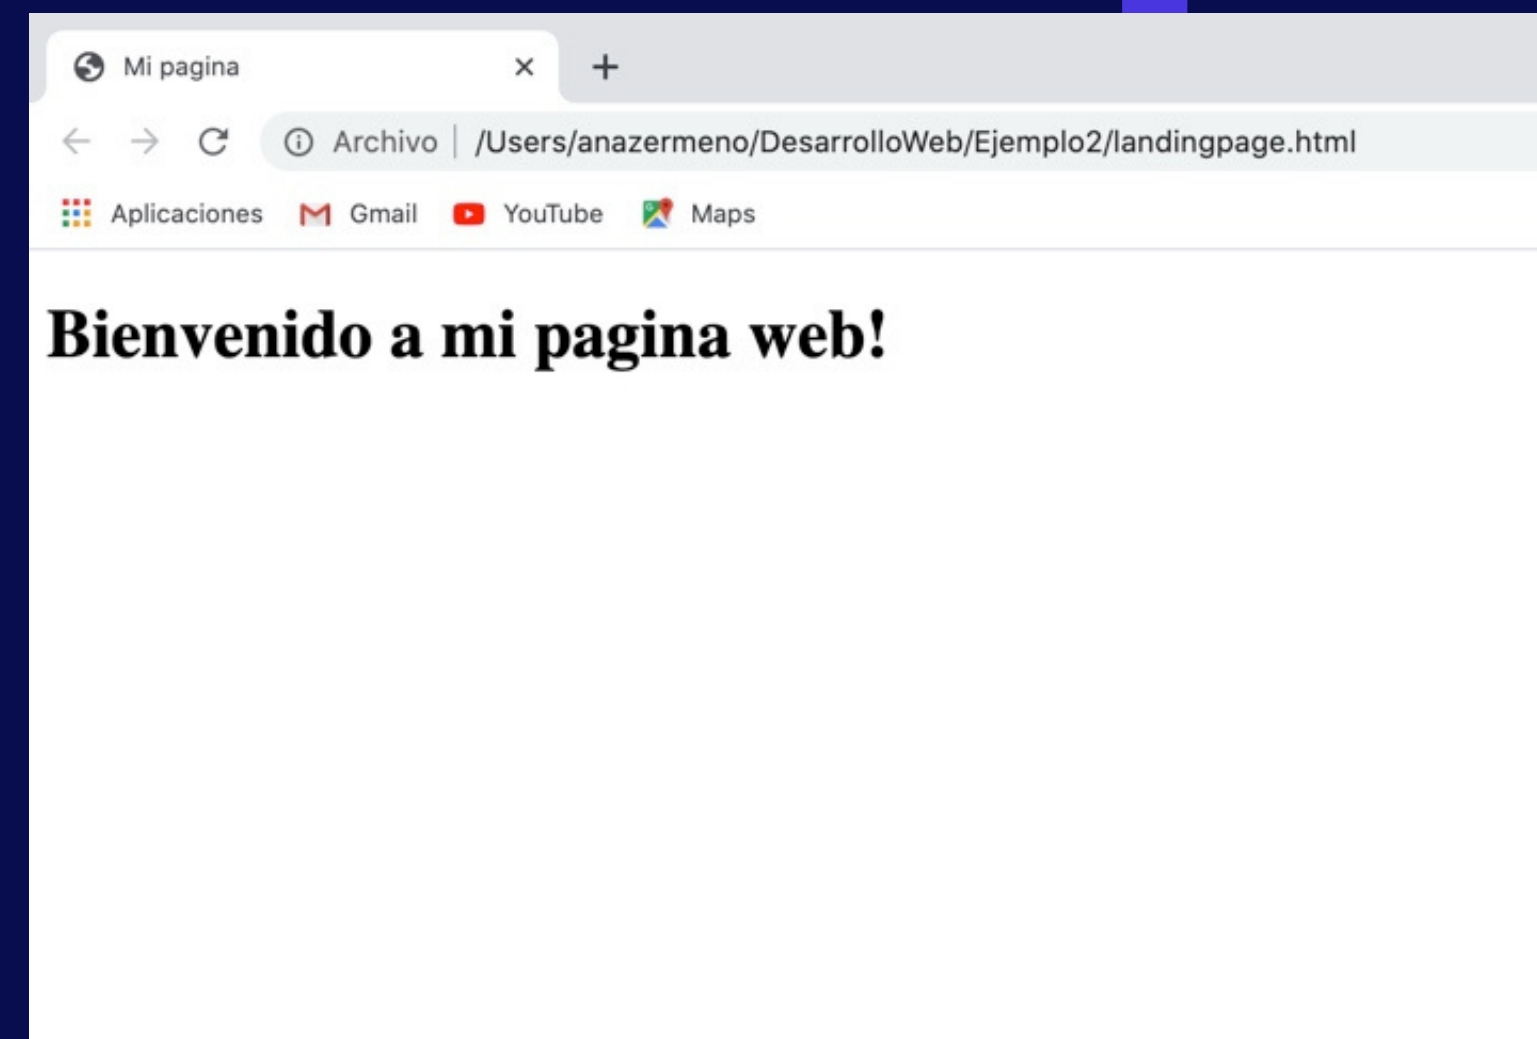 Mi pagina
Archivo /Users/anazermeno/DesarrolloWeb/Ejemplo2/landingpage.html
Aplicaciones Gmail YouTube Maps
Bienvenido a mi pagina web!